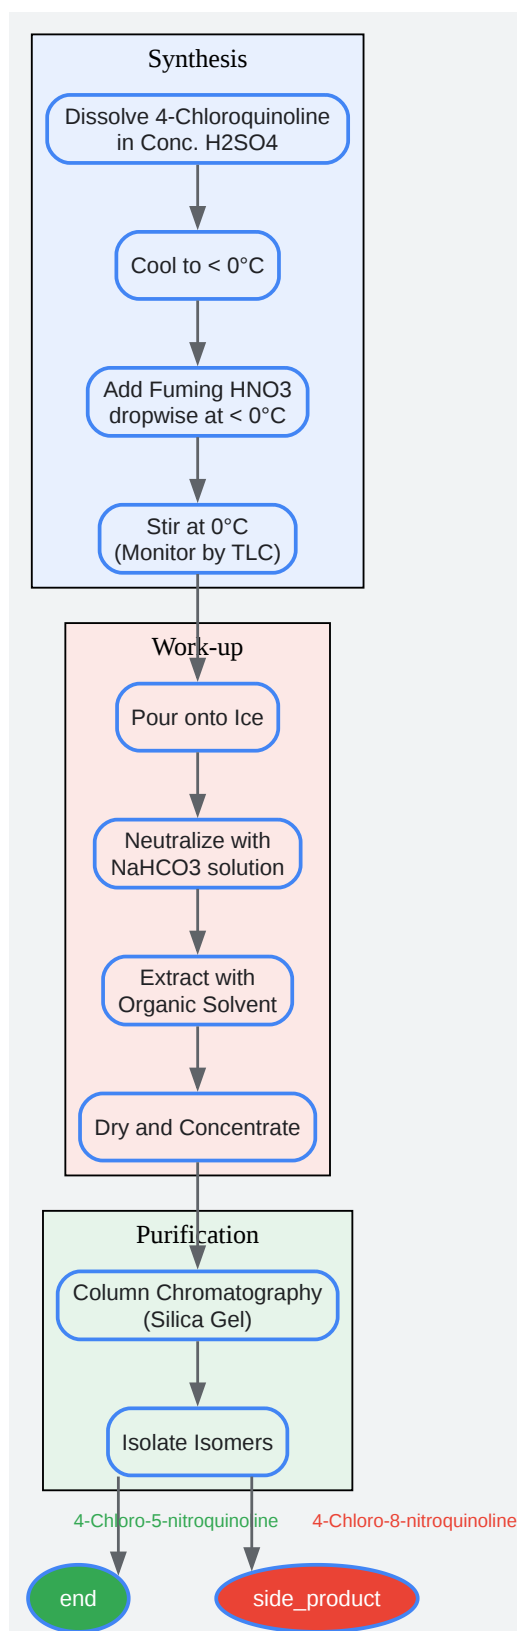 Synthesis
Dissolve 4-Chloroquinoline
in Conc. H2SO4
Cool to < 0°C
Add Fuming HNO3
dropwise at < 0°C
Stir at 0°C
(Monitor by TLC)
Work-up
Pour onto Ice
Neutralize with
NaHCO3 solution
Extract with
Organic Solvent
Dry and Concentrate
Purification
Column Chromatography
(Silica Gel)
Isolate Isomers
4-Chloro-5-nitroquinoline
4-Chloro-8-nitroquinoline
end
side_product